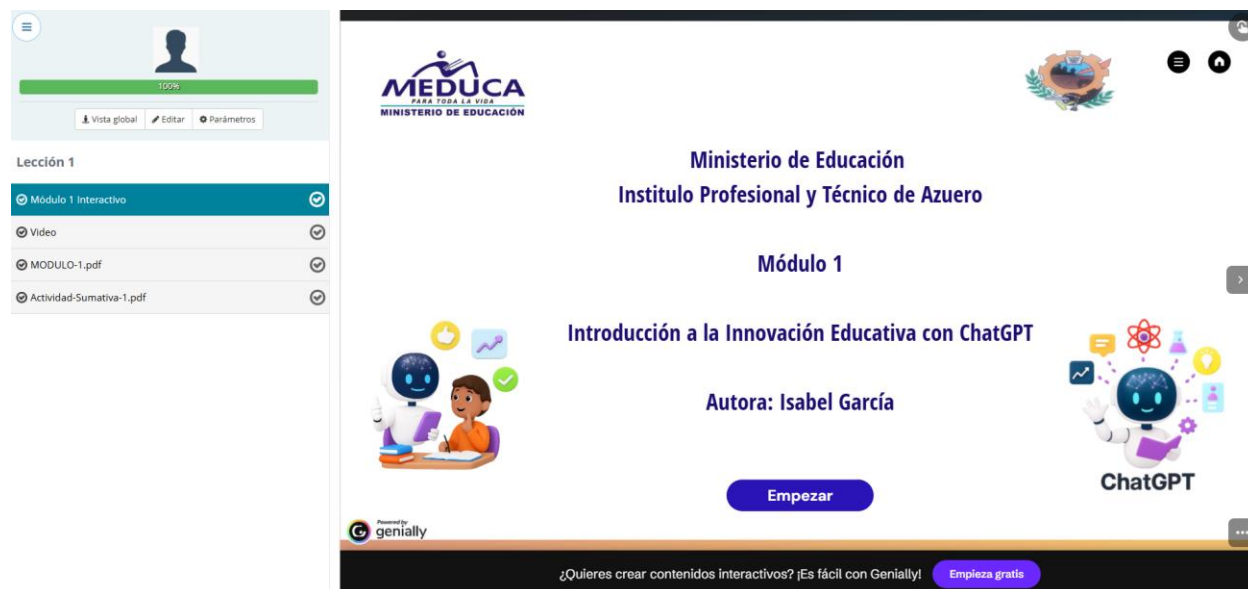 100%
Vista global
Editar
Parámetros
Lección 1
Módulo 1 Interactivo
Video
MODULO-1.pdf
Actividad-Sumativa-1.pdf
MEDUCA
PARA TODA LA VIDA
MINISTERIO DE EDUCACIÓN
Ministerio de Educación
Institulo Profesional y Técnico de Azuero
Módulo 1
Introducción a la Innovación Educativa con ChatGPT
Autora: Isabel García
ChatGPT
Empezar
Powered by
genially
¿Quieres crear contenidos interactivos? ¡Es fácil con Genially!
Empieza gratis